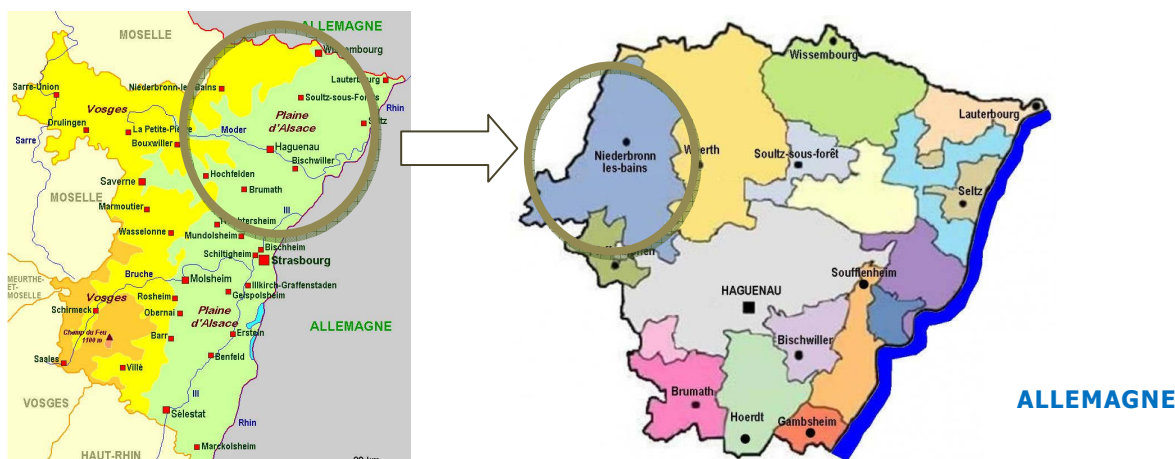 ALLEMAGNE
MOSELLE
Wissembourg
Lauterbourg
Niederbronn-les-Bains
Sarre-Union
Soultz-sous-Forêts
Vosges
Rhin
Plaine
d'Alsace
Seltz
Drulingen
La Petite-Pierre
Moder
Sarre
Bouxwiller
Haguenau
Bischwiller
Hochfelden
Saverne
Brumath
MOSELLE
Marmoutier
Ill
Wasselonne
Mundolsheim
Bischheim
Schiltigheim
Strasbourg
Bruche
Molsheim
MEURTHE-
ET-
MOSELLE
Vosges
Illkirch-Graffenstaden
Geispolsheim
Rosheim
Schirmeck
Obernai
Plaine
d'Alsace
ALLEMAGNE
Champ du Feu
1100 m
Barr
Erstein
Saales
Benfeld
Villé
Ill
VOSGES
Sélestat
Rhin
Marckolsheim
HAUT-RHIN
Wissembourg
Lauterbourg
Niederbronn
les-bains
Woerth
Soultz-sous-forêt
Seltz
Soufflenheim
HAGUENAU
Bischwiller
Brumath
Hoerdt
Gambsheim
ALLEMAGNE